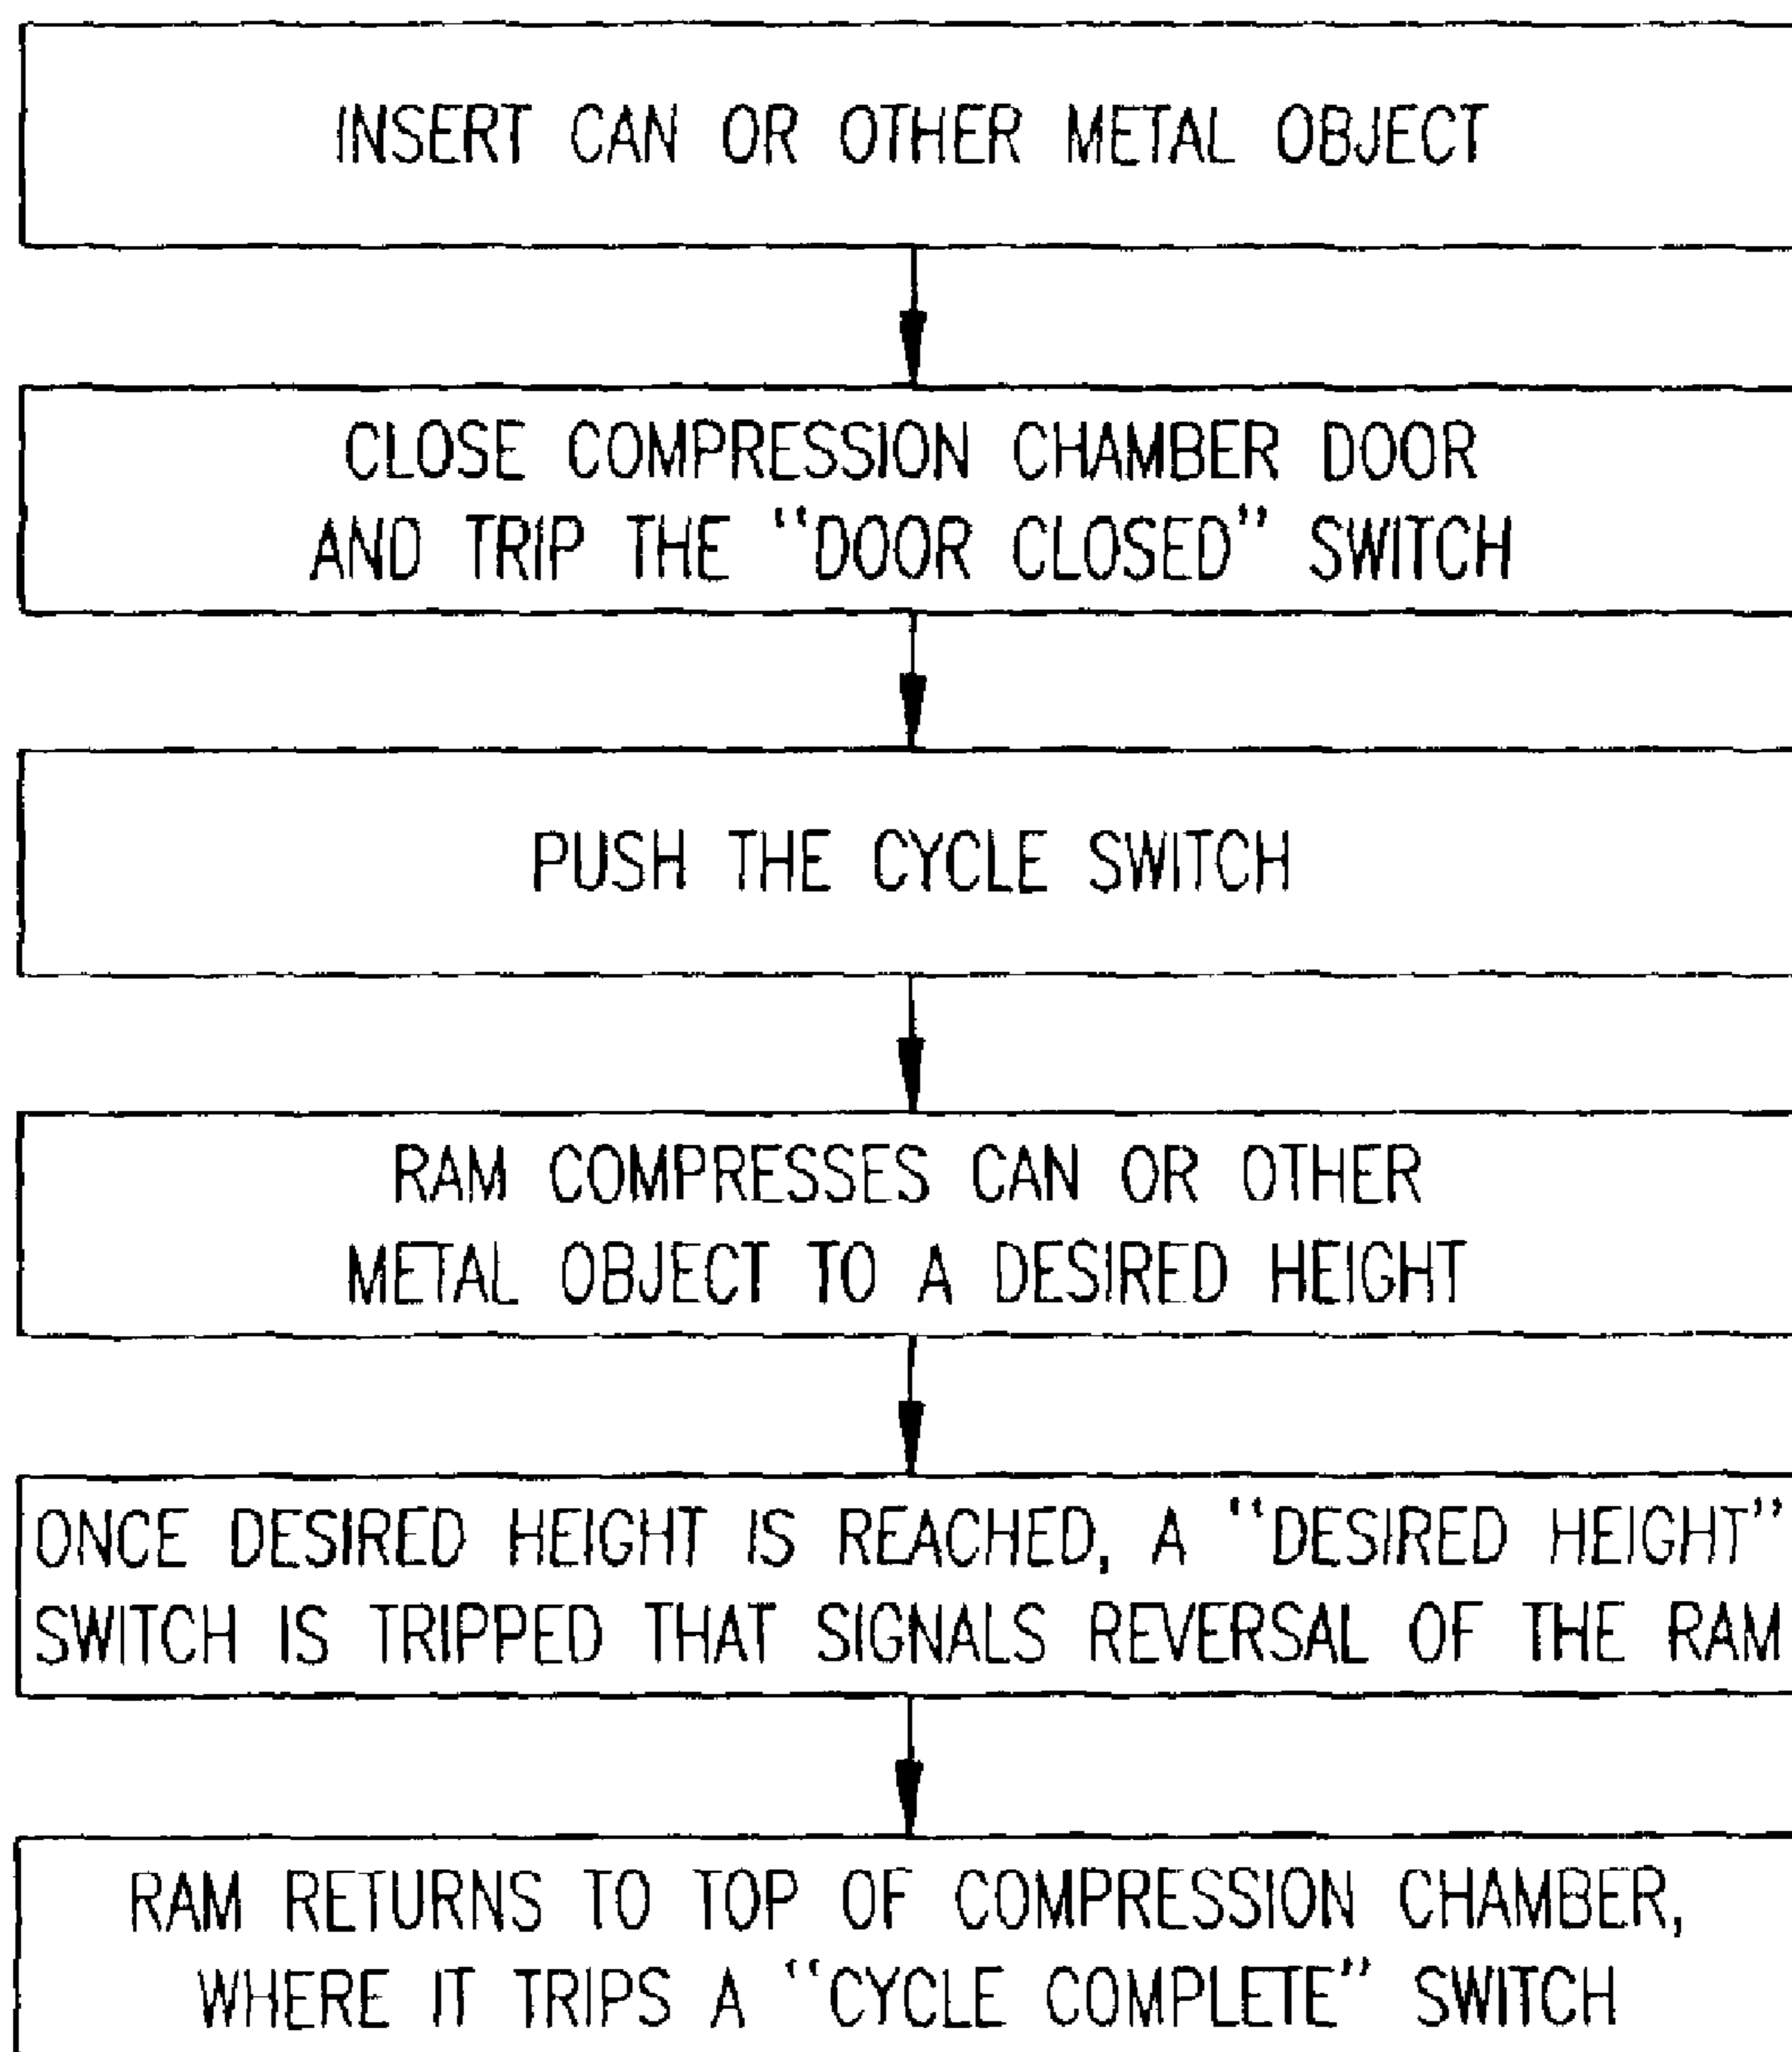 INSERT CAN OR OTHER METAL OBJECT
CLOSE COMPRESSION CHAMBER DOOR
AND TRIP THE "DOOR CLOSED" SWITCH
PUSH THE CYCLE SWITCH
RAM COMPRESSES CAN OR OTHER
METAL OBJECT TO A DESIRED HEIGHT
ONCE DESIRED HEIGHT IS REACHED, A "DESIRED HEIGHT"
SWITCH IS TRIPPED THAT SIGNALS REVERSAL OF THE RAM
RAM RETURNS TO TOP OF COMPRESSION CHAMBER,
WHERE IT TRIPS A "CYCLE COMPLETE" SWITCH